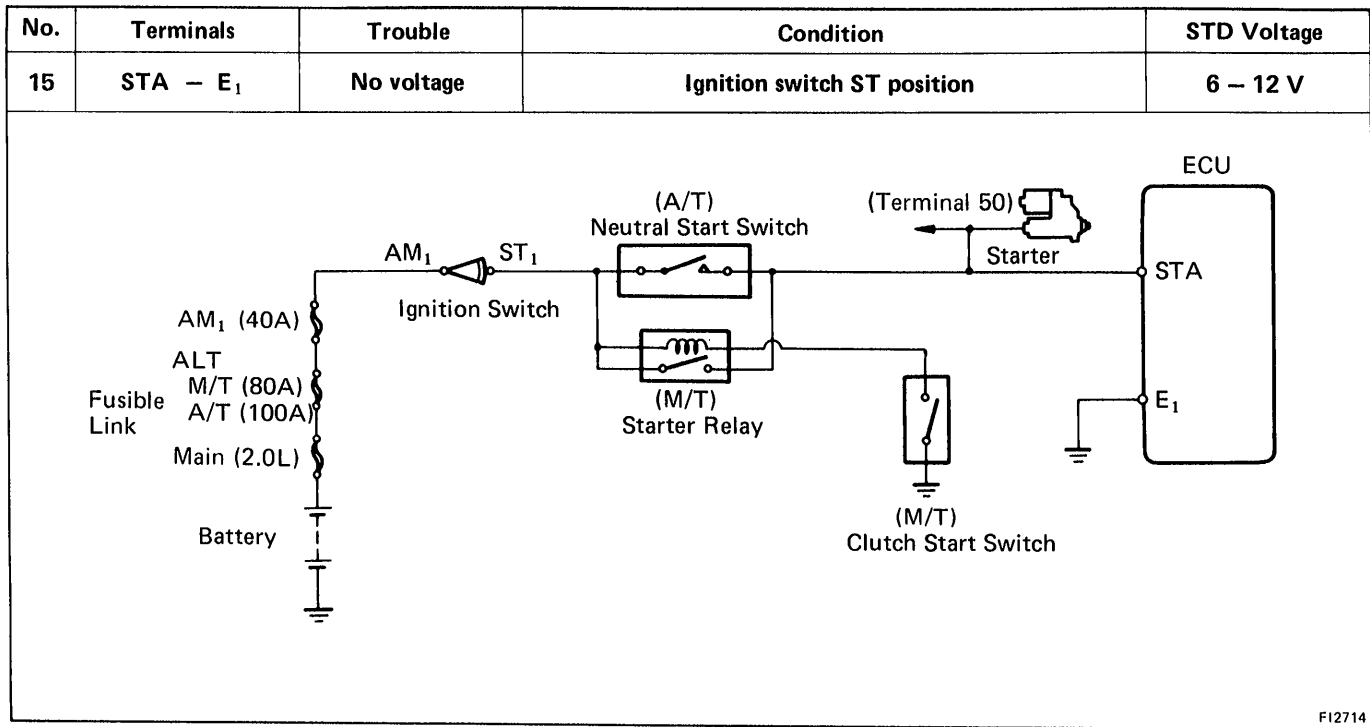 No. Terminals Trouble Condition STD Voltage
15 STA – E₁ No voltage Ignition switch ST position 6 – 12 V
ECU
(A/T)
Neutral Start Switch
(Terminal 50)
Starter
AM₁ ST₁
Ignition Switch
STA
AM₁ (40A)
ALT
M/T (80A)
A/T (100A)
Fusible
Link
Main (2.0L)
(M/T)
Starter Relay
E₁
Battery
(M/T)
Clutch Start Switch
FI2714